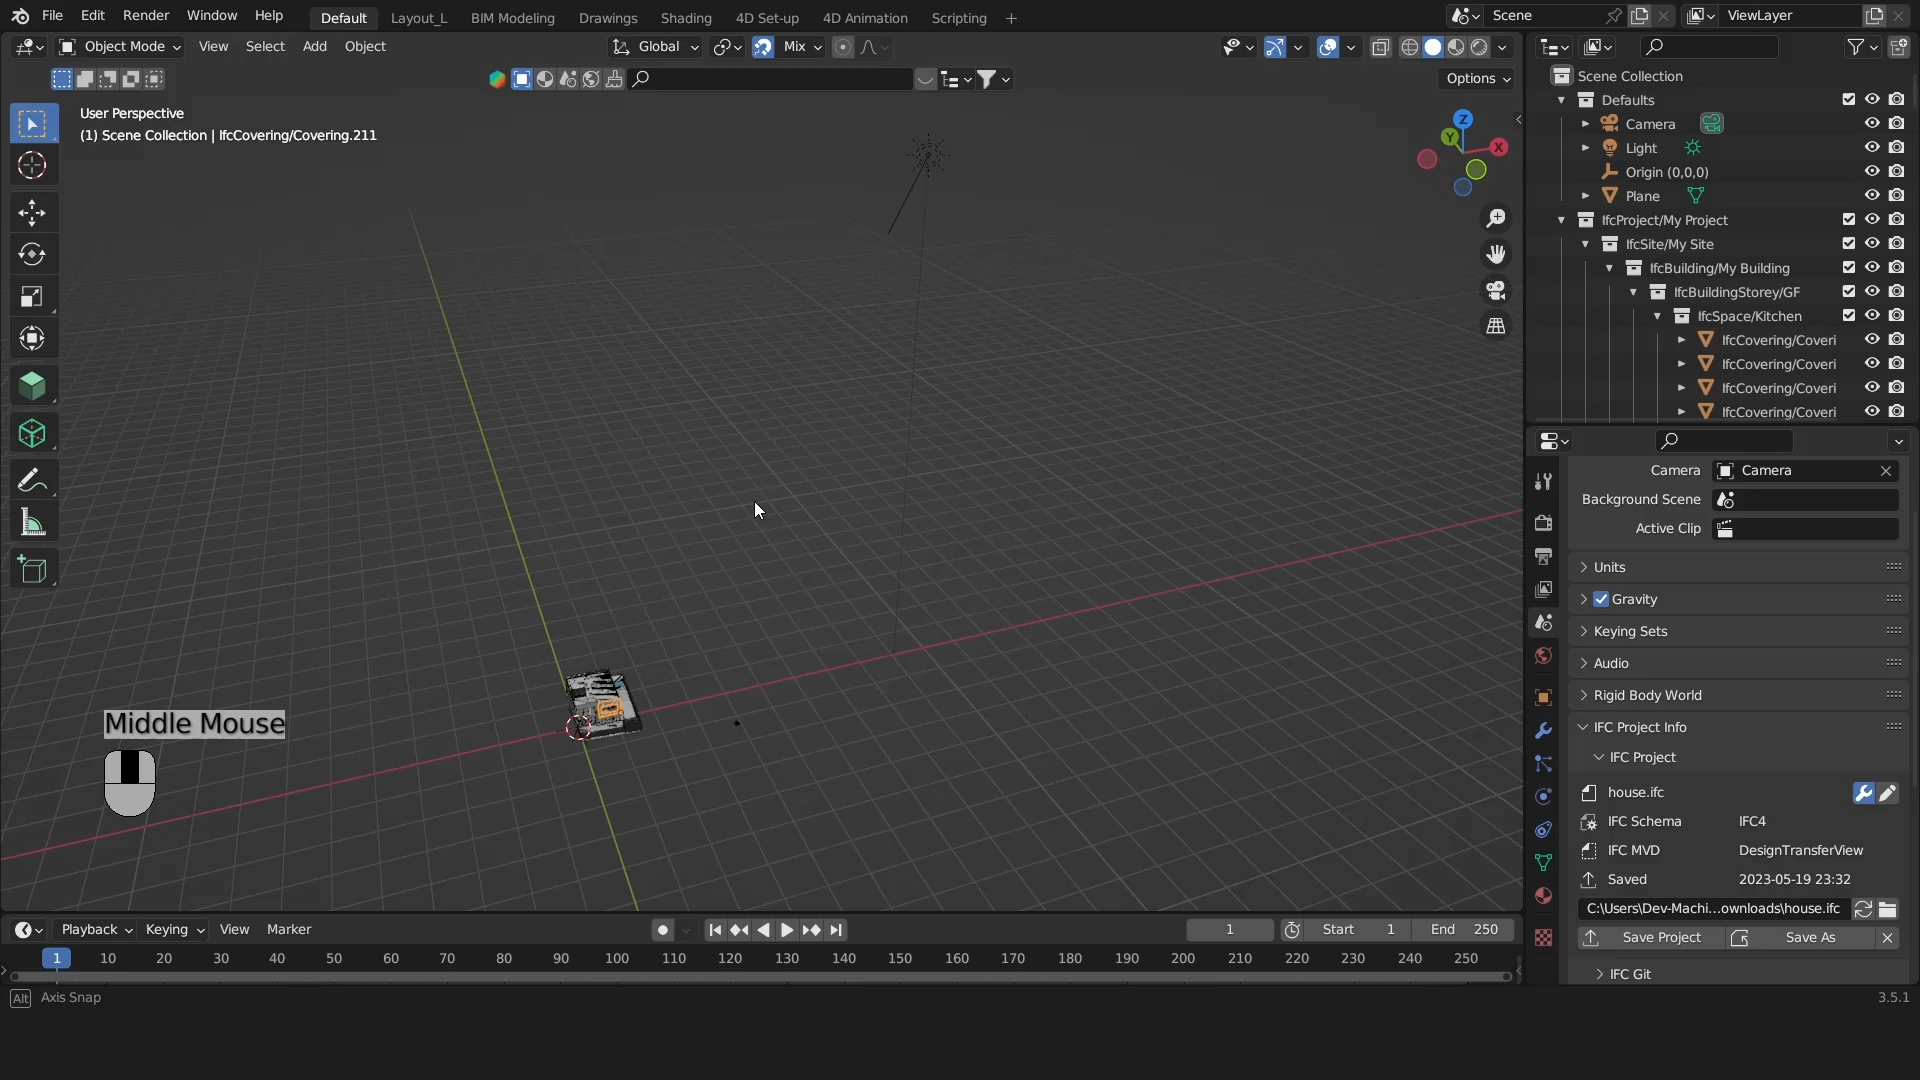 File Edit Render Window Help
Default Layout_L BIM Modeling Drawings Shading 4D Set-up 4D Animation Scripting
Scene
ViewLayer
Object Mode View Select Add Object
Global
Mix
Options
User Perspective
(1) Scene Collection | IfcCovering/Covering.211
Z
Y
X
Middle Mouse
Scene Collection
Defaults
Camera
Light
Origin (0,0,0)
Plane
IfcProject/My Project
IfcSite/My Site
IfcBuilding/My Building
IfcBuildingStorey/GF
IfcSpace/Kitchen
IfcCovering/Coveri
IfcCovering/Coveri
IfcCovering/Coveri
IfcCovering/Coveri
Camera Camera
Background Scene
Active Clip
Units
Gravity
Keying Sets
Audio
Rigid Body World
IFC Project Info
IFC Project
house.ifc
IFC Schema IFC4
IFC MVD DesignTransferView
Saved 2023-05-19 23:32
C:\Users\Dev-Machi...ownloads\house.ifc
Save Project Save As
IFC Git
Playback Keying View Marker
1 Start 1 End 250
1 10 20 30 40 50 60 70 80 90 100 110 120 130 140 150 160 170 180 190 200 210 220 230 240 250
Alt Axis Snap
3.5.1